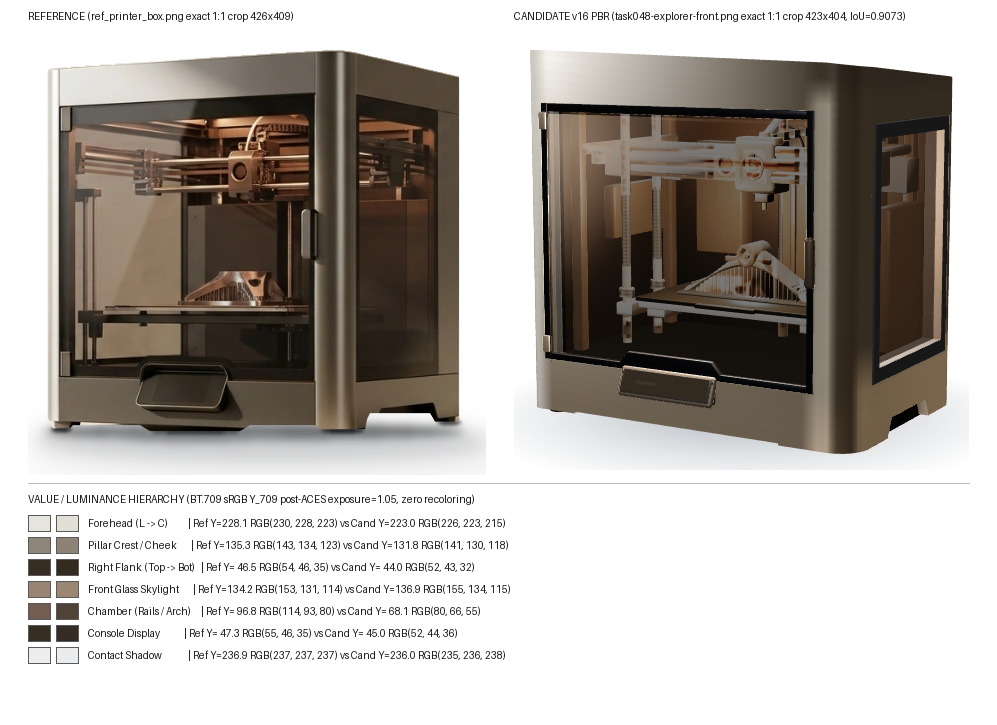 REFERENCE (ref_printer_box.png exact 1:1 crop 426x409)
CANDIDATE v16 PBR (task048-explorer-front.png exact 1:1 crop 423x404, IoU=0.9073)
VALUE / LUMINANCE HIERARCHY (BT.709 sRGB Y_709 post-ACES exposure=1.05, zero recoloring)
Forehead (L -> C) | Ref Y=228.1 RGB(230, 228, 223) vs Cand Y=223.0 RGB(226, 223, 215)
Pillar Crest / Cheek | Ref Y=135.3 RGB(143, 134, 123) vs Cand Y=131.8 RGB(141, 130, 118)
Right Flank (Top -> Bot) | Ref Y= 46.5 RGB(54, 46, 35) vs Cand Y= 44.0 RGB(52, 43, 32)
Front Glass Skylight | Ref Y=134.2 RGB(153, 131, 114) vs Cand Y=136.9 RGB(155, 134, 115)
Chamber (Rails / Arch) | Ref Y= 96.8 RGB(114, 93, 80) vs Cand Y= 68.1 RGB(80, 66, 55)
Console Display | Ref Y= 47.3 RGB(55, 46, 35) vs Cand Y= 45.0 RGB(52, 44, 36)
Contact Shadow | Ref Y=236.9 RGB(237, 237, 237) vs Cand Y=236.0 RGB(235, 236, 238)